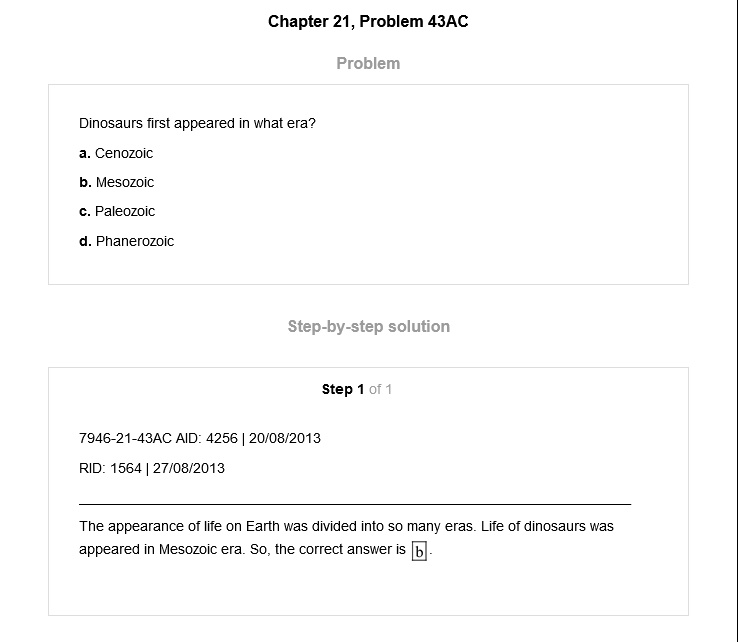 Chapter 21, Problem 43AC
Problem
Dinosaurs first appeared in what era?
a. Cenozoic
b. Mesozoic
c. Paleozoic
d. Phanerozoic
Step-by-step solution
Step 1 of 1
7946-21-43AC AID: 4256 | 20/08/2013
RID: 1564 | 27/08/2013
The appearance of life on Earth was divided into so many eras. Life of dinosaurs was
appeared in Mesozoic era. So, the correct answer is b.